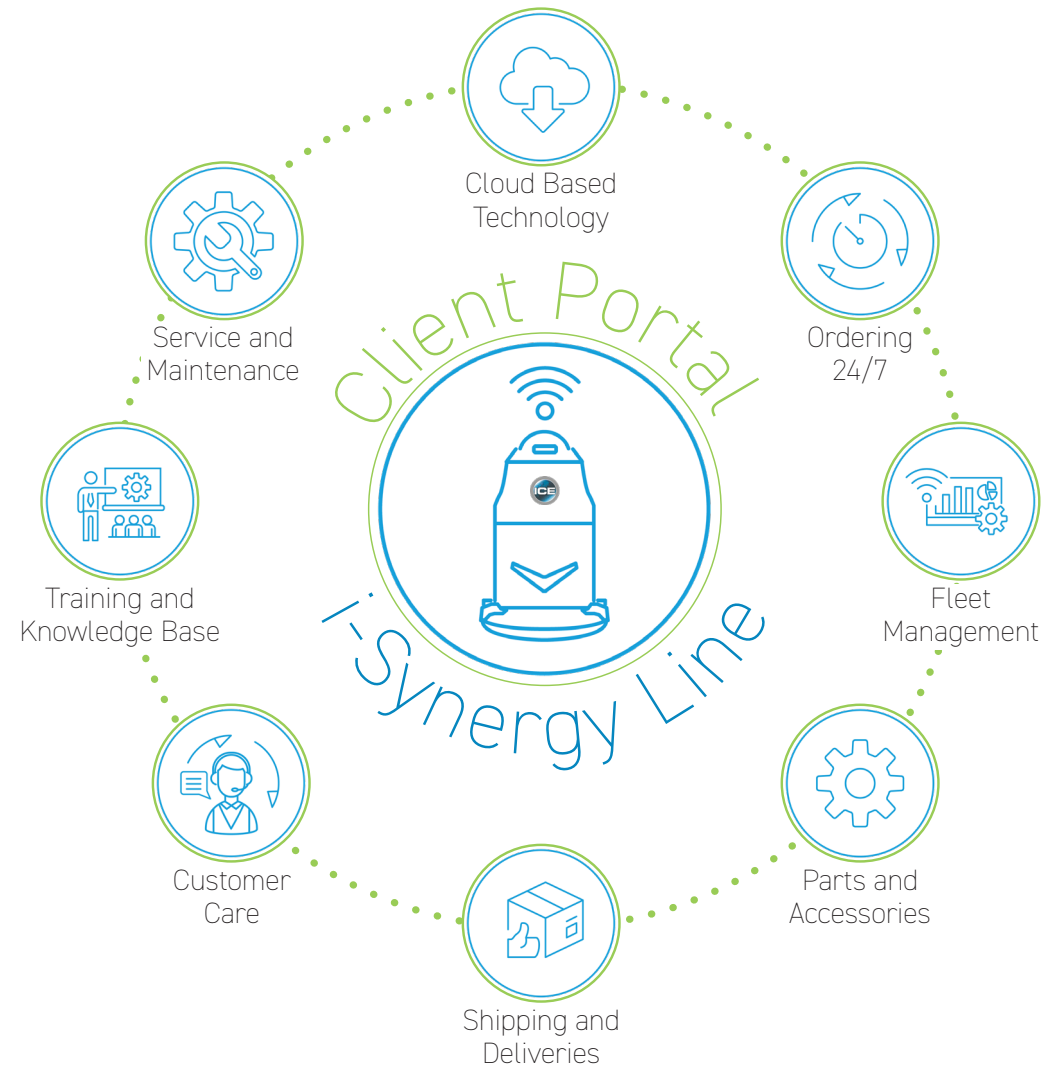 Cloud Based
Technology
Ordering
24/7
Fleet
Management
Parts and
Accessories
Shipping and
Deliveries
Customer
Care
Training and
Knowledge Base
Service and
Maintenance
Client Portal
ICE
i-Synergy Line